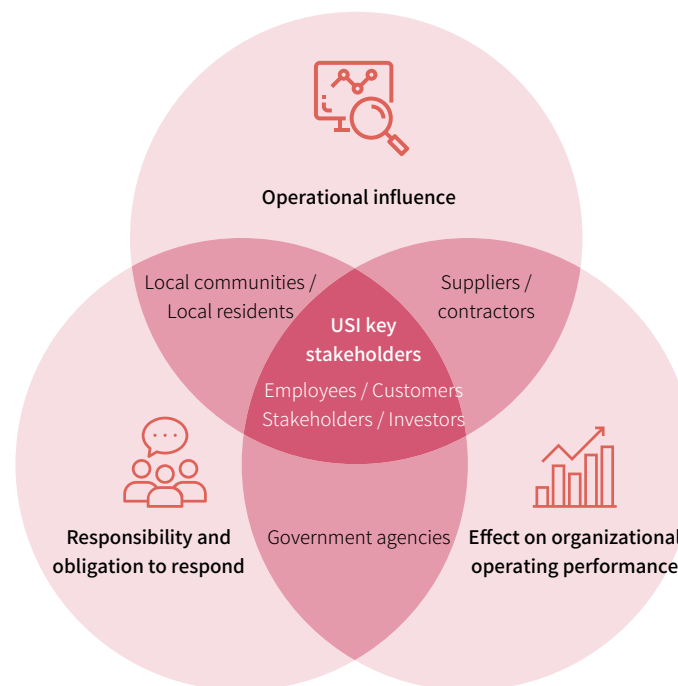 Operational influence
Local communities /
Local residents
Suppliers /
contractors
USI key
stakeholders
Employees / Customers
Stakeholders / Investors
Responsibility and
obligation to respond
Government agencies
Effect on organizational
operating performance